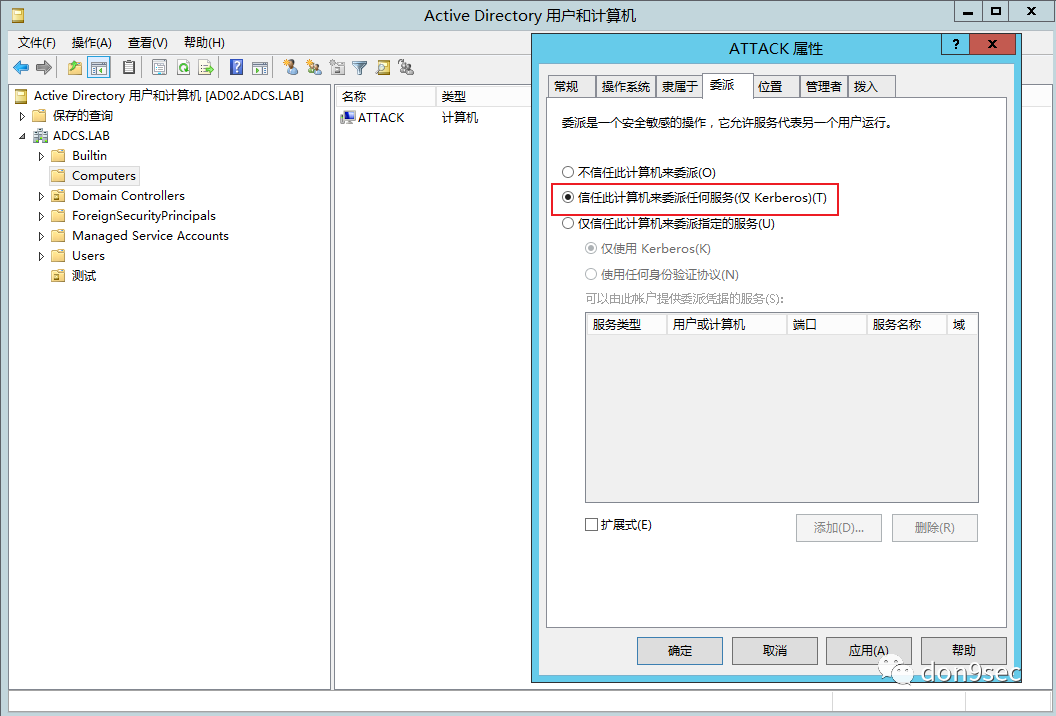 Active Directory 用户和计算机
文件(F) 操作(A) 查看(V) 帮助(H)
Active Directory 用户和计算机 [AD02.ADCS.LAB]
保存的查询
ADCS.LAB
Builtin
Computers
Domain Controllers
ForeignSecurityPrincipals
Managed Service Accounts
Users
测试
名称 类型
ATTACK 计算机
ATTACK 属性
? x
常规 操作系统 隶属于 委派 位置 管理者 拨入
委派是一个安全敏感的操作，它允许服务代表另一个用户运行。
不信任此计算机来委派(O)
信任此计算机来委派任何服务(仅 Kerberos)(T)
仅信任此计算机来委派指定的服务(U)
仅使用 Kerberos(K)
使用任何身份验证协议(N)
可以由此帐户提供委派凭据的服务(S):
服务类型 用户或计算机 端口 服务名称 域
扩展式(E)
添加(D)... 删除(R)
确定 取消 应用(A) 帮助
don9sec